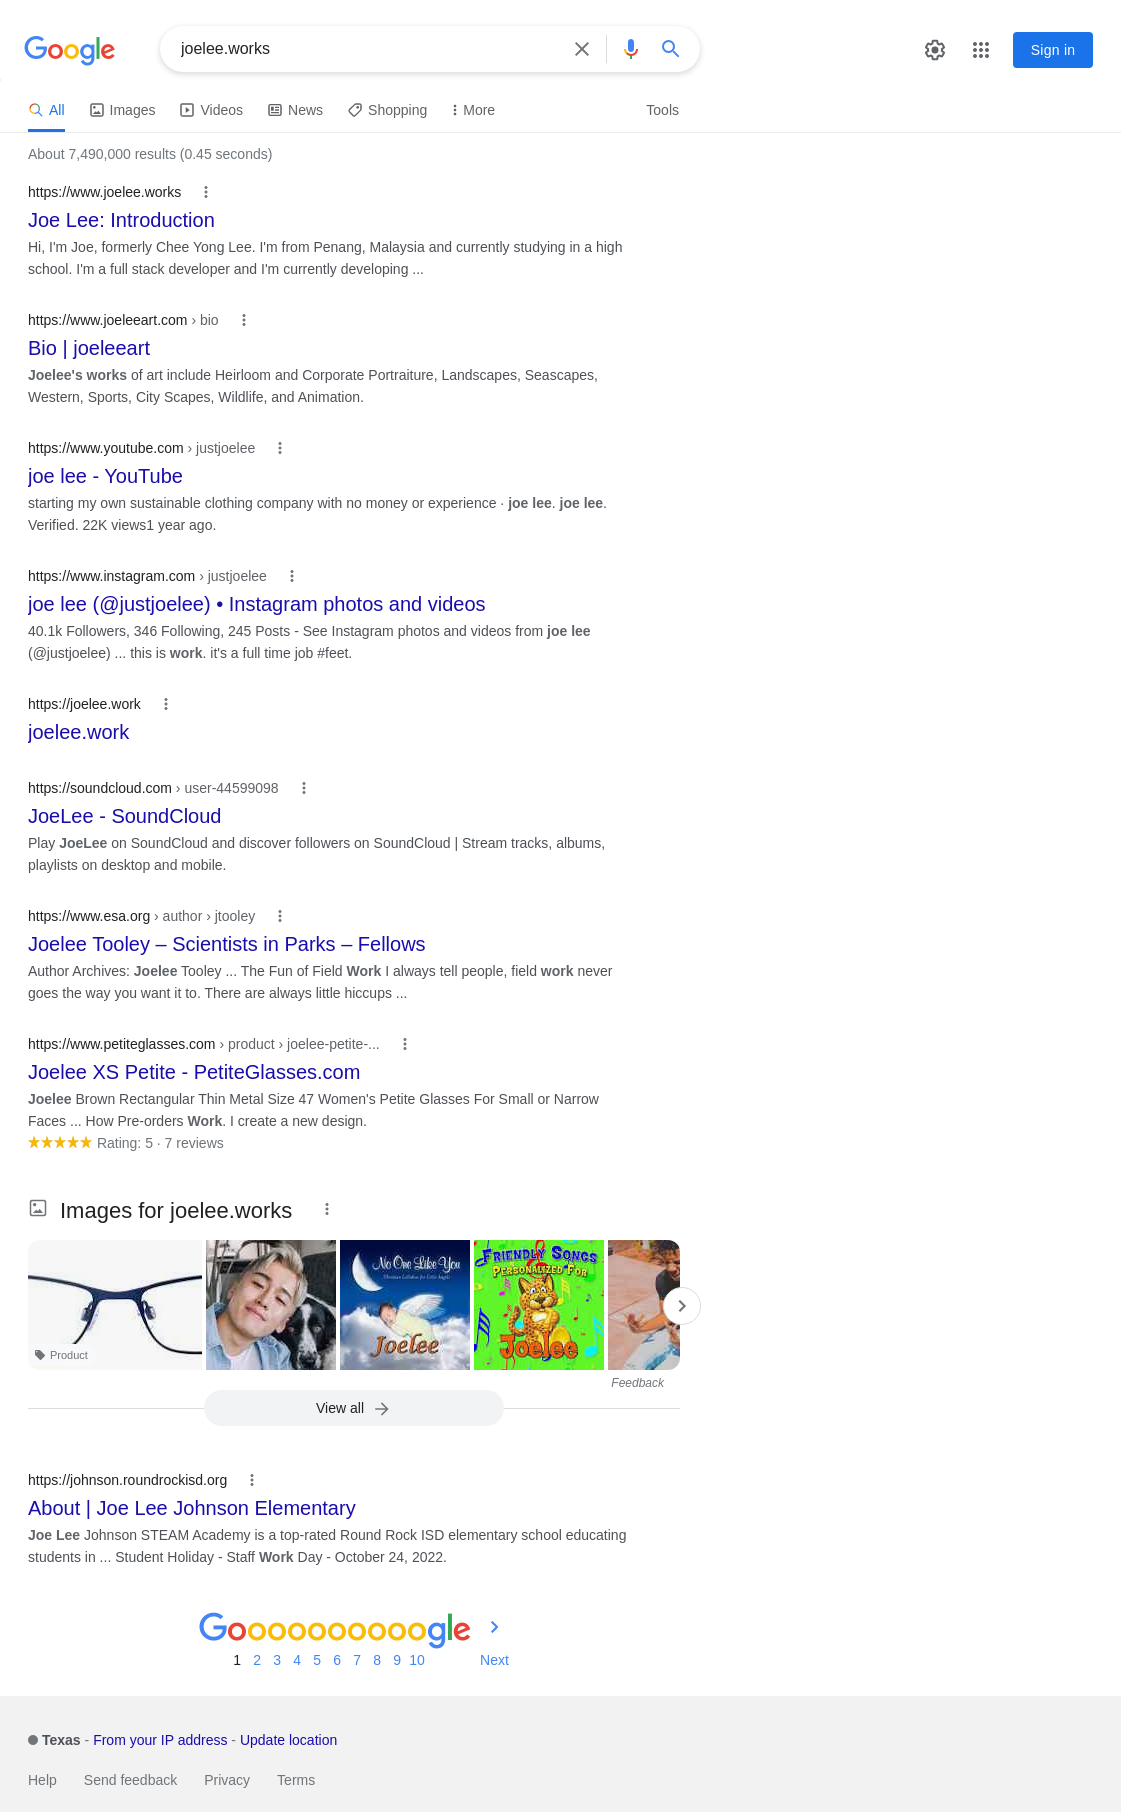 Google
joelee.works
Sign in
All
Images
Videos
News
Shopping
More
Tools
About 7,490,000 results (0.45 seconds)
https://www.joelee.works
Joe Lee: Introduction
Hi, I'm Joe, formerly Chee Yong Lee. I'm from Penang, Malaysia and currently studying in a high
school. I'm a full stack developer and I'm currently developing ...
https://www.joeleeart.com › bio
Bio | joeleeart
Joelee's works of art include Heirloom and Corporate Portraiture, Landscapes, Seascapes,
Western, Sports, City Scapes, Wildlife, and Animation.
https://www.youtube.com › justjoelee
joe lee - YouTube
starting my own sustainable clothing company with no money or experience · joe lee. joe lee.
Verified. 22K views1 year ago.
https://www.instagram.com › justjoelee
joe lee (@justjoelee) • Instagram photos and videos
40.1k Followers, 346 Following, 245 Posts - See Instagram photos and videos from joe lee
(@justjoelee) ... this is work. it's a full time job #feet.
https://joelee.work
joelee.work
https://soundcloud.com › user-44599098
JoeLee - SoundCloud
Play JoeLee on SoundCloud and discover followers on SoundCloud | Stream tracks, albums,
playlists on desktop and mobile.
https://www.esa.org › author › jtooley
Joelee Tooley – Scientists in Parks – Fellows
Author Archives: Joelee Tooley ... The Fun of Field Work I always tell people, field work never
goes the way you want it to. There are always little hiccups ...
https://www.petiteglasses.com › product › joelee-petite-...
Joelee XS Petite - PetiteGlasses.com
Joelee Brown Rectangular Thin Metal Size 47 Women's Petite Glasses For Small or Narrow
Faces ... How Pre-orders Work. I create a new design.
Rating: 5 · 7 reviews
Images for joelee.works
Product
No One Like You
Christian Lullabies for Little Angels
Joelee
FRIENDLY SONGS
PERSONALIZED FOR
Joelee
Feedback
View all
https://johnson.roundrockisd.org
About | Joe Lee Johnson Elementary
Joe Lee Johnson STEAM Academy is a top-rated Round Rock ISD elementary school educating
students in ... Student Holiday - Staff Work Day - October 24, 2022.
Goooooooooogle
1 2 3 4 5 6 7 8 9 10 Next
Texas - From your IP address - Update location
Help Send feedback Privacy Terms